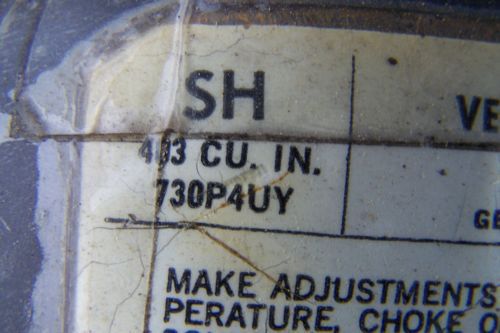 SH
VE
403 CU. IN.
730P4UY
GE
MAKE ADJUSTMENTS
PERATURE, CHOKE O